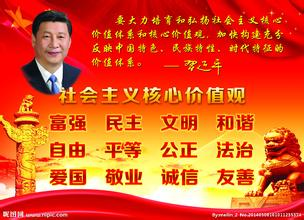 要大力培育和弘扬社会主义核心
价值体系和核心价值观，加快构建充分
反映中国特色、民族特性、时代特征的
价值体系。——
社会主义核心价值观
富强 民主 文明 和谐
自由 平等 公正 法治
爱国 敬业 诚信 友善
昵图网
www.nipic.com